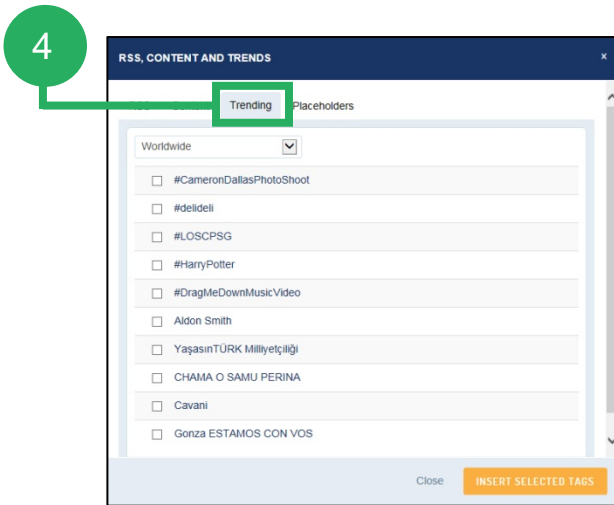 4
RSS, CONTENT AND TRENDS x
Trending Placeholders
Worldwide
#CameronDallasPhotoShoot
#delideli
#LOSCPSG
#HarryPotter
#DragMeDownMusicVideo
Aldon Smith
YaşasınTÜRK Milliyetçiliği
CHAMA O SAMU PERINA
Cavani
Gonza ESTAMOS CON VOS
Close INSERT SELECTED TAGS